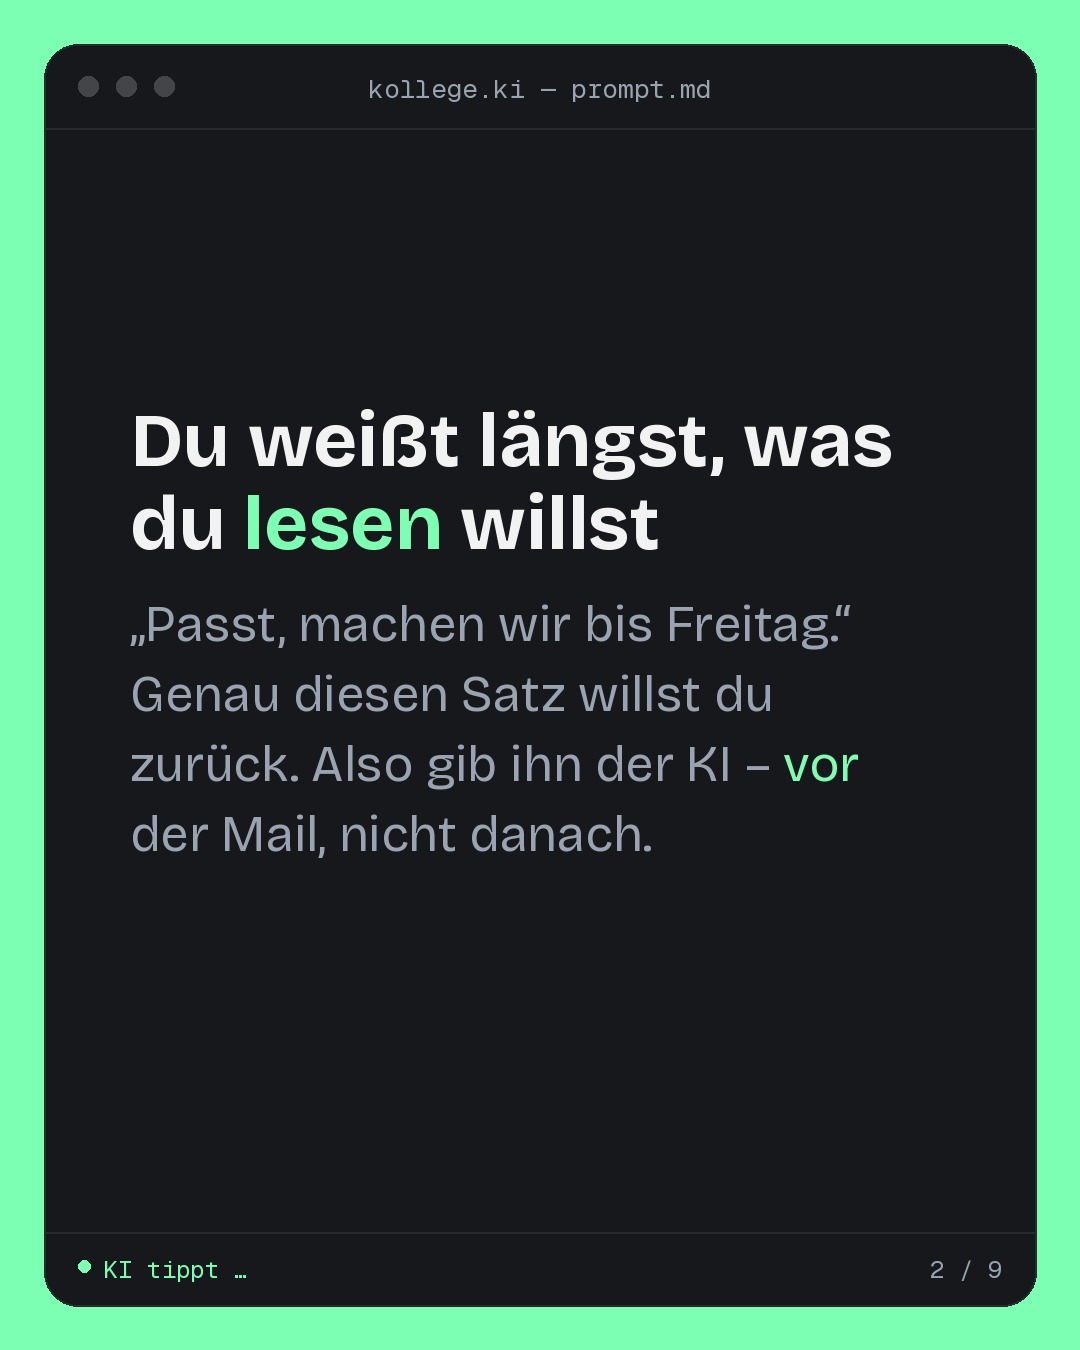 kollege.ki — prompt.md
Du weißt längst, was
du lesen willst
„Passt, machen wir bis Freitag.“
Genau diesen Satz willst du
zurück. Also gib ihn der KI – vor
der Mail, nicht danach.
KI tippt …
2 / 9